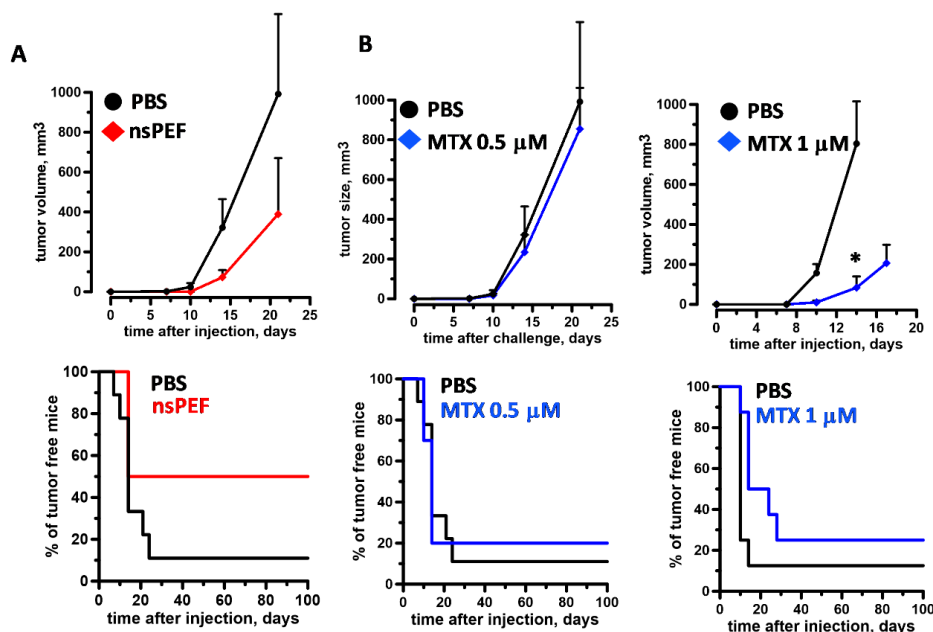 A
B
PBS
nsPEF
tumor volume, mm3
1000
800
600
400
200
0
0 5 10 15 20 25
time after injection, days
PBS
MTX 0.5 μM
tumor size, mm3
1000
800
600
400
200
0
0 5 10 15 20 25
time after challenge, days
PBS
MTX 1 μM
tumor volume, mm3
1000
800
600
400
200
0
*
0 4 8 12 16 20
time after injection, days
PBS
nsPEF
% of tumor free mice
100
80
60
40
20
0
0 20 40 60 80 100
time after injection, days
PBS
MTX 0.5 μM
% of tumor free mice
100
80
60
40
20
0
0 20 40 60 80 100
time after injection, days
PBS
MTX 1 μM
% of tumor free mice
100
80
60
40
20
0
0 20 40 60 80 100
time after injection, days